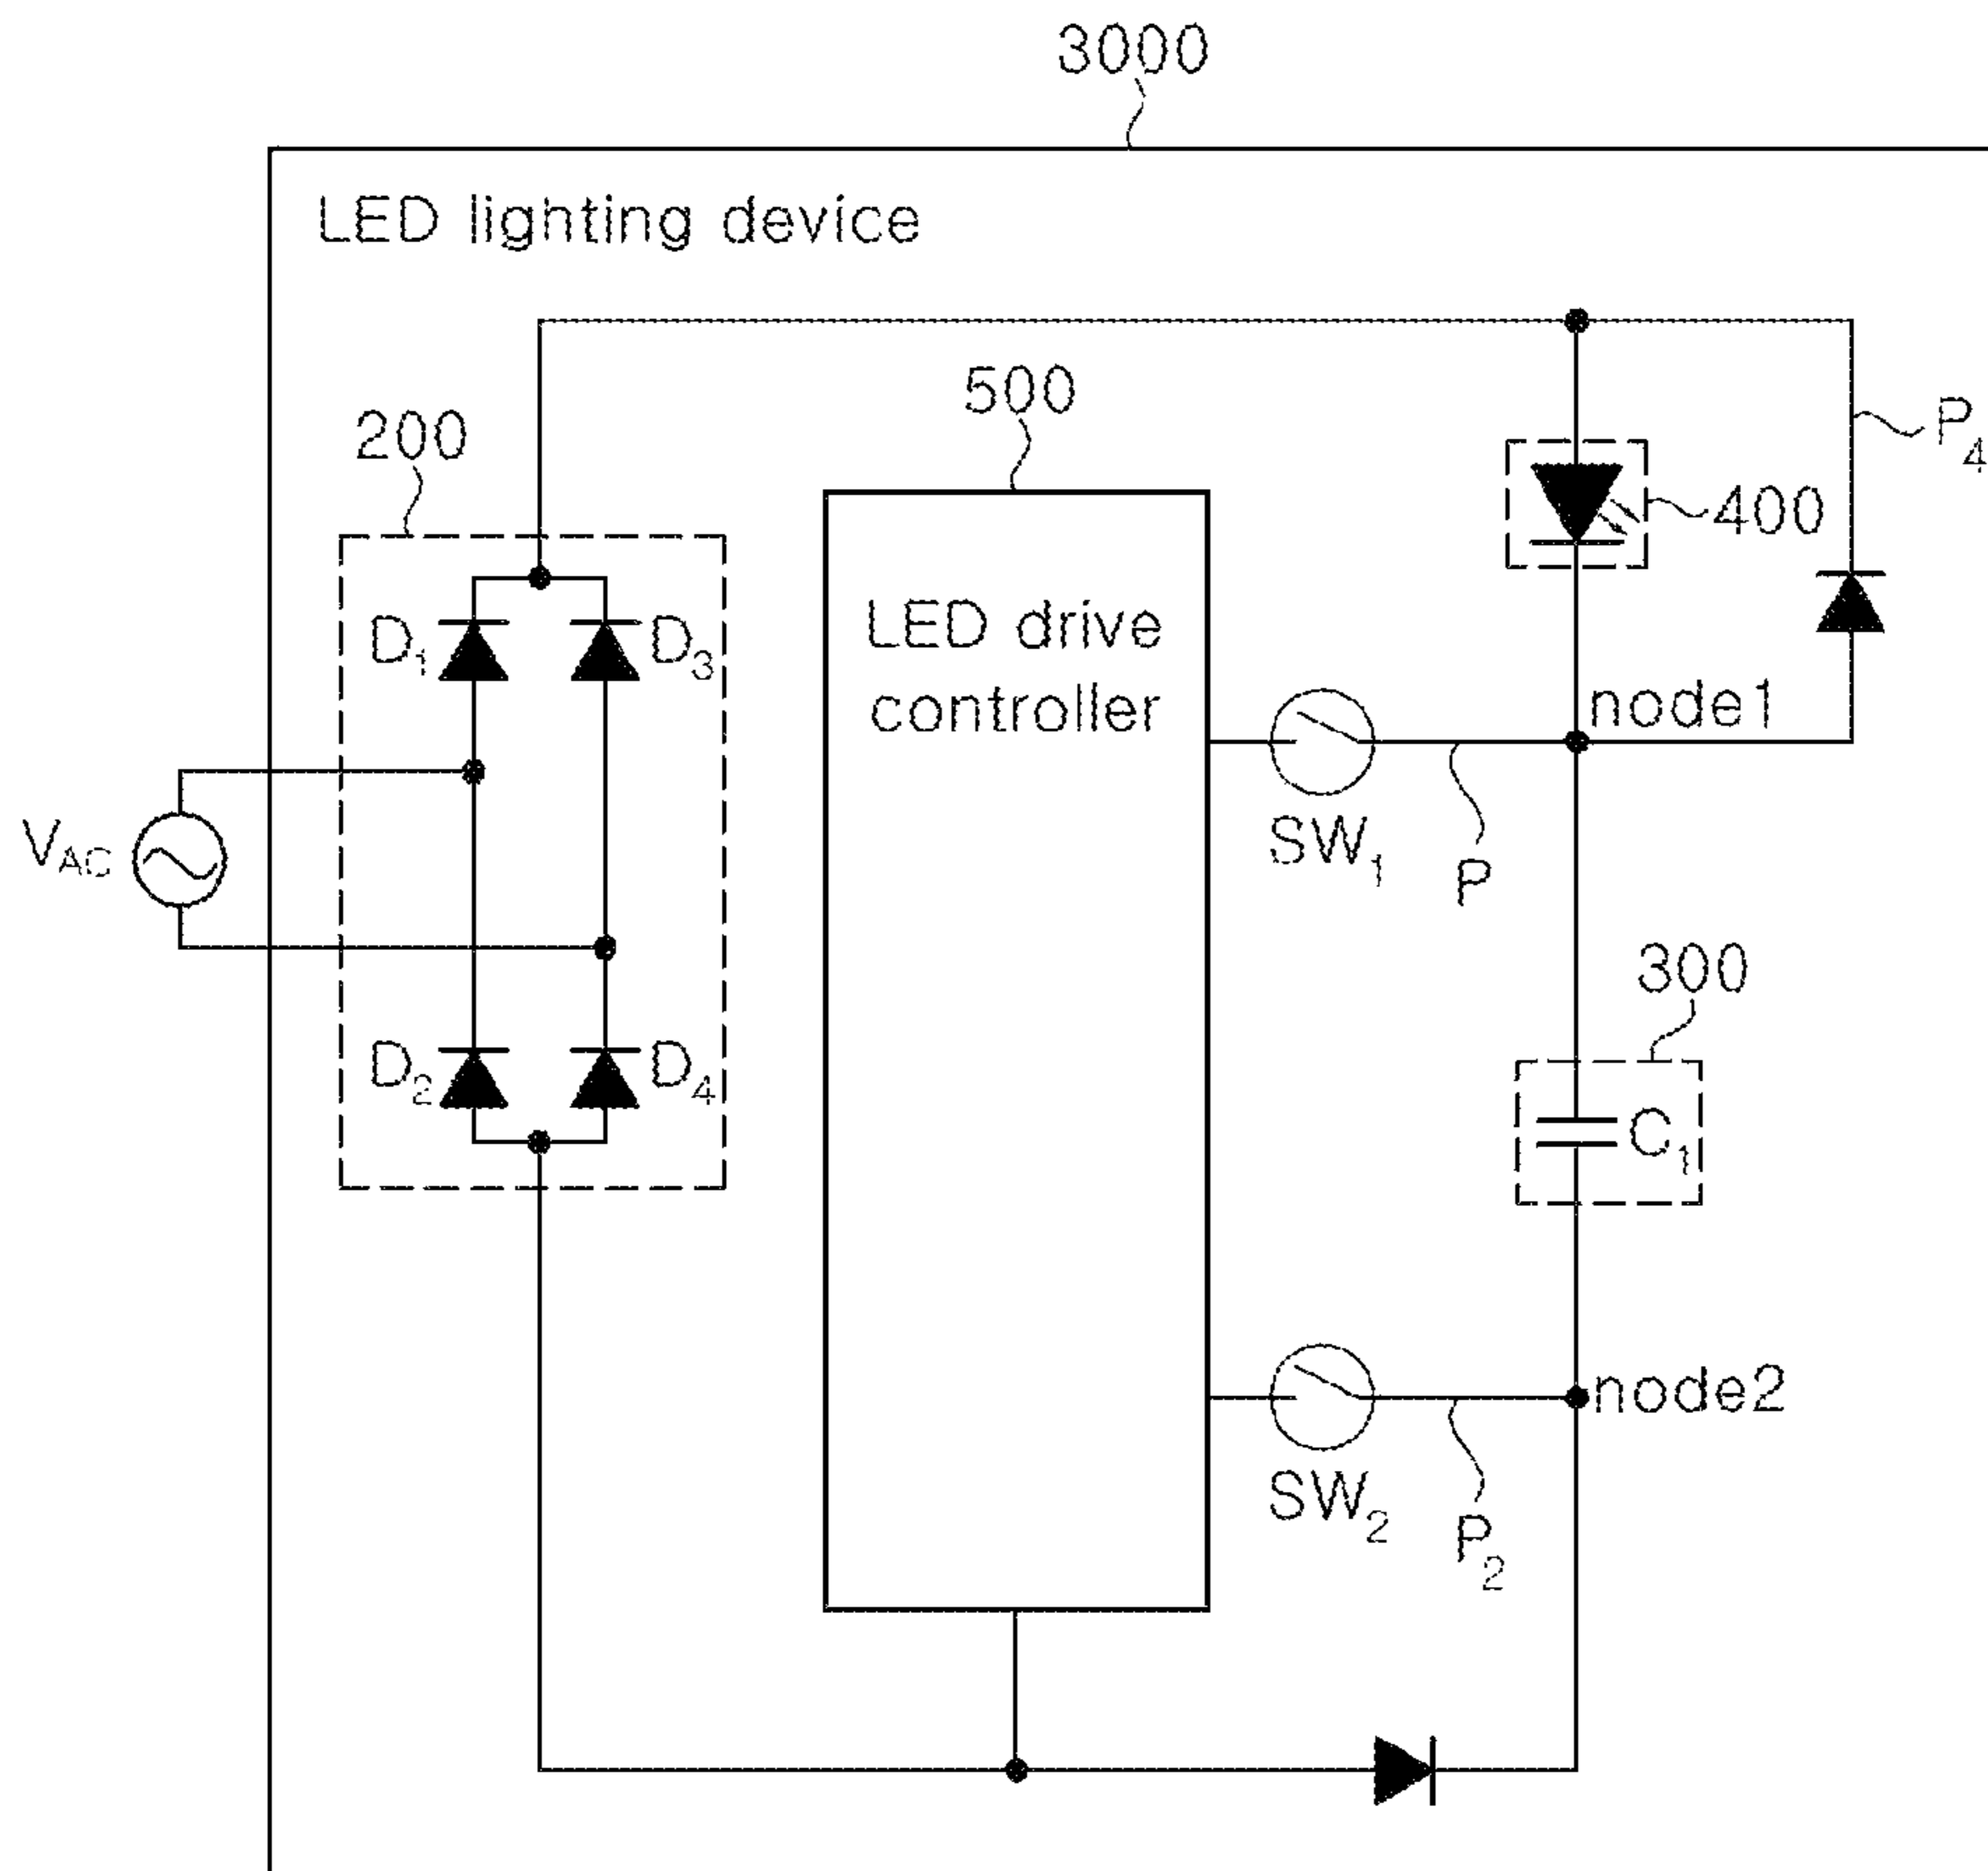 3000
LED lighting device
500
200
P4
400
LED drive
controller
D1
D3
node1
VAC
SW1
P
300
D2
D4
C1
node2
SW2
P2